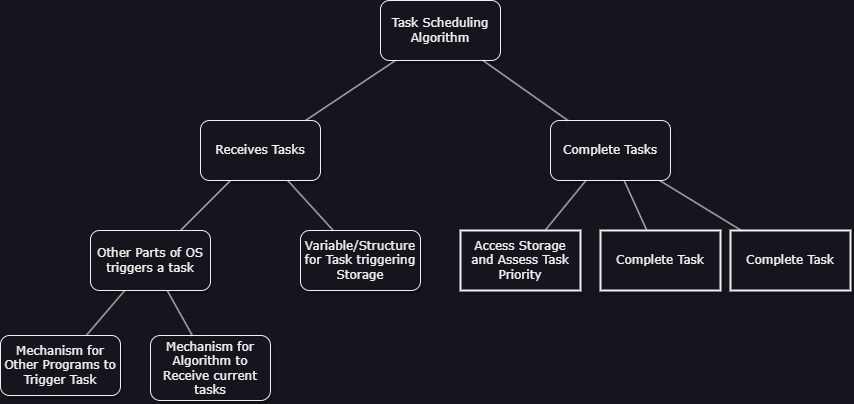 Task Scheduling
Algorithm
Receives Tasks
Complete Tasks
Other Parts of OS
triggers a task
Variable/Structure
for Task triggering
Storage
Access Storage
and Assess Task
Priority
Complete Task
Complete Task
Mechanism for
Other Programs to
Trigger Task
Mechanism for
Algorithm to
Receive current
tasks